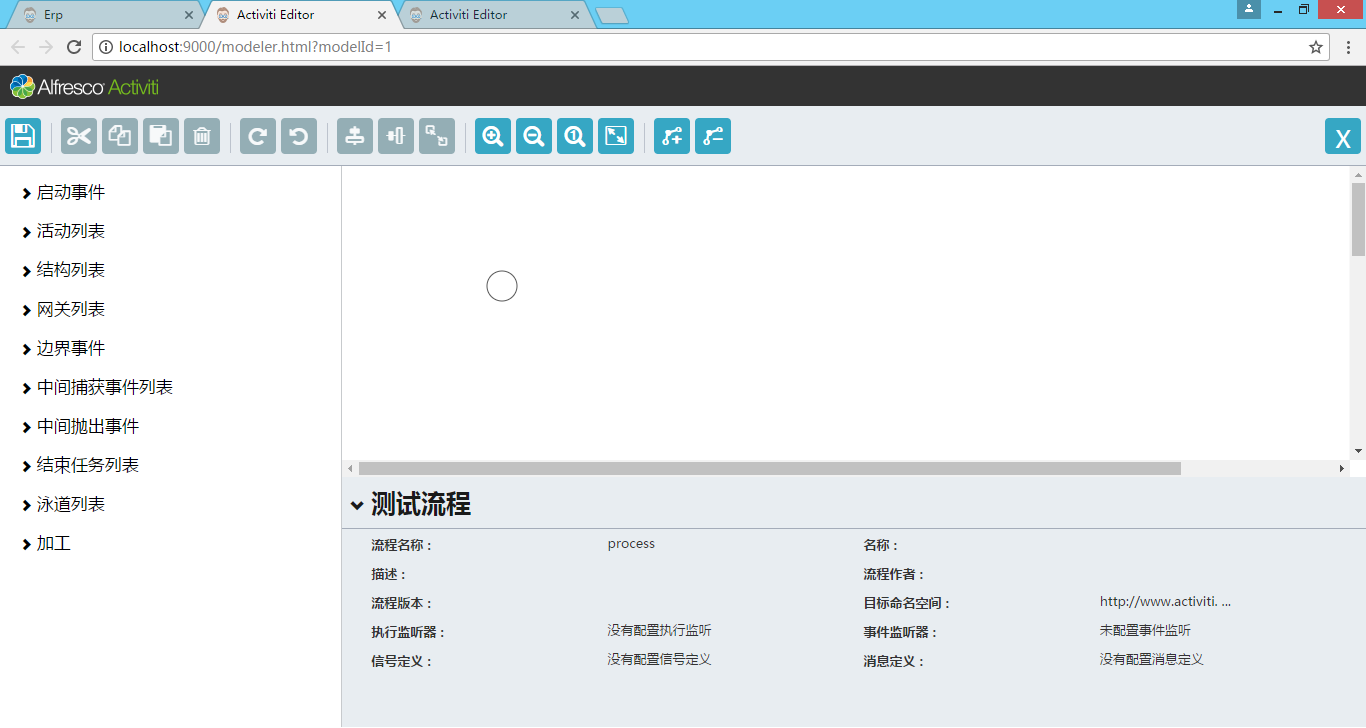 Erp
Activiti Editor
Activiti Editor
localhost:9000/modeler.html?modelId=1
Alfresco Activiti
X
启动事件
活动列表
结构列表
网关列表
边界事件
中间捕获事件列表
中间抛出事件
结束任务列表
泳道列表
加工
测试流程
流程名称： process 名称：
描述： 流程作者：
流程版本： 目标命名空间： http://www.activiti. ...
执行监听器： 没有配置执行监听 事件监听器： 未配置事件监听
信号定义： 没有配置信号定义 消息定义： 没有配置消息定义